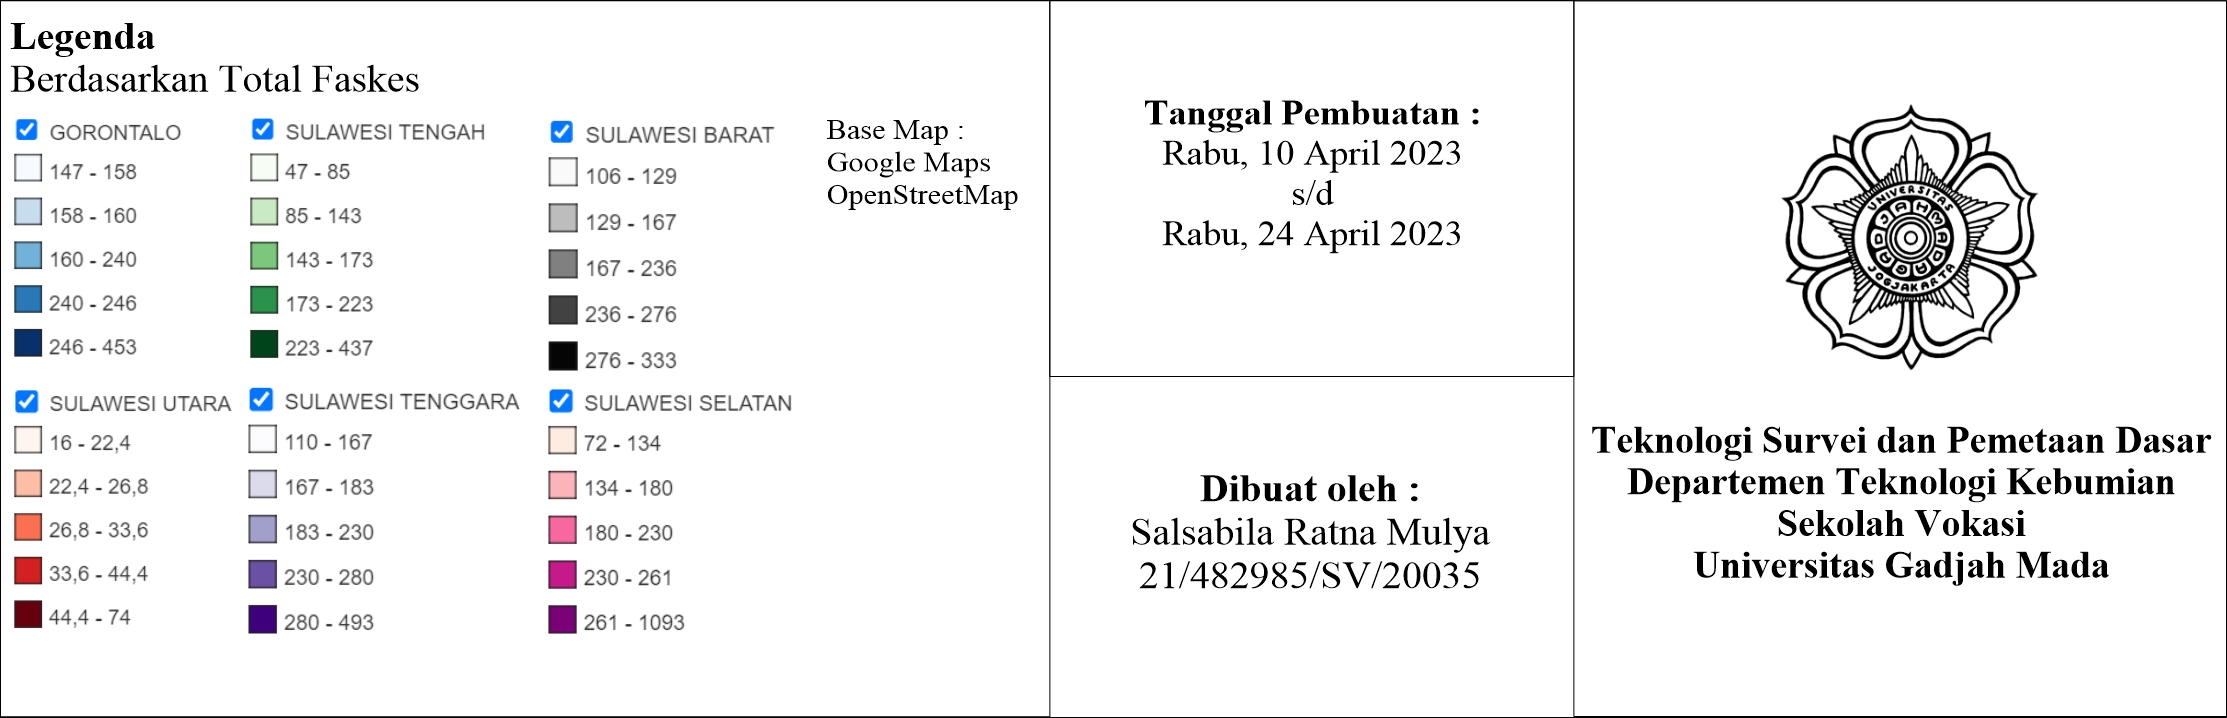 Legenda
Berdasarkan Total Faskes
GORONTALO
147 - 158
158 - 160
160 - 240
240 - 246
246 - 453
SULAWESI TENGAH
47 - 85
85 - 143
143 - 173
173 - 223
223 - 437
SULAWESI BARAT
106 - 129
129 - 167
167 - 236
236 - 276
276 - 333
SULAWESI UTARA
16 - 22,4
22,4 - 26,8
26,8 - 33,6
33,6 - 44,4
44,4 - 74
SULAWESI TENGGARA
110 - 167
167 - 183
183 - 230
230 - 280
280 - 493
SULAWESI SELATAN
72 - 134
134 - 180
180 - 230
230 - 261
261 - 1093
Base Map :
Google Maps
OpenStreetMap
Tanggal Pembuatan :
Rabu, 10 April 2023
s/d
Rabu, 24 April 2023
Dibuat oleh :
Salsabila Ratna Mulya
21/482985/SV/20035
UNIVERSITAS
GADJAHMADA
JOGJAKARTA
Teknologi Survei dan Pemetaan Dasar
Departemen Teknologi Kebumian
Sekolah Vokasi
Universitas Gadjah Mada